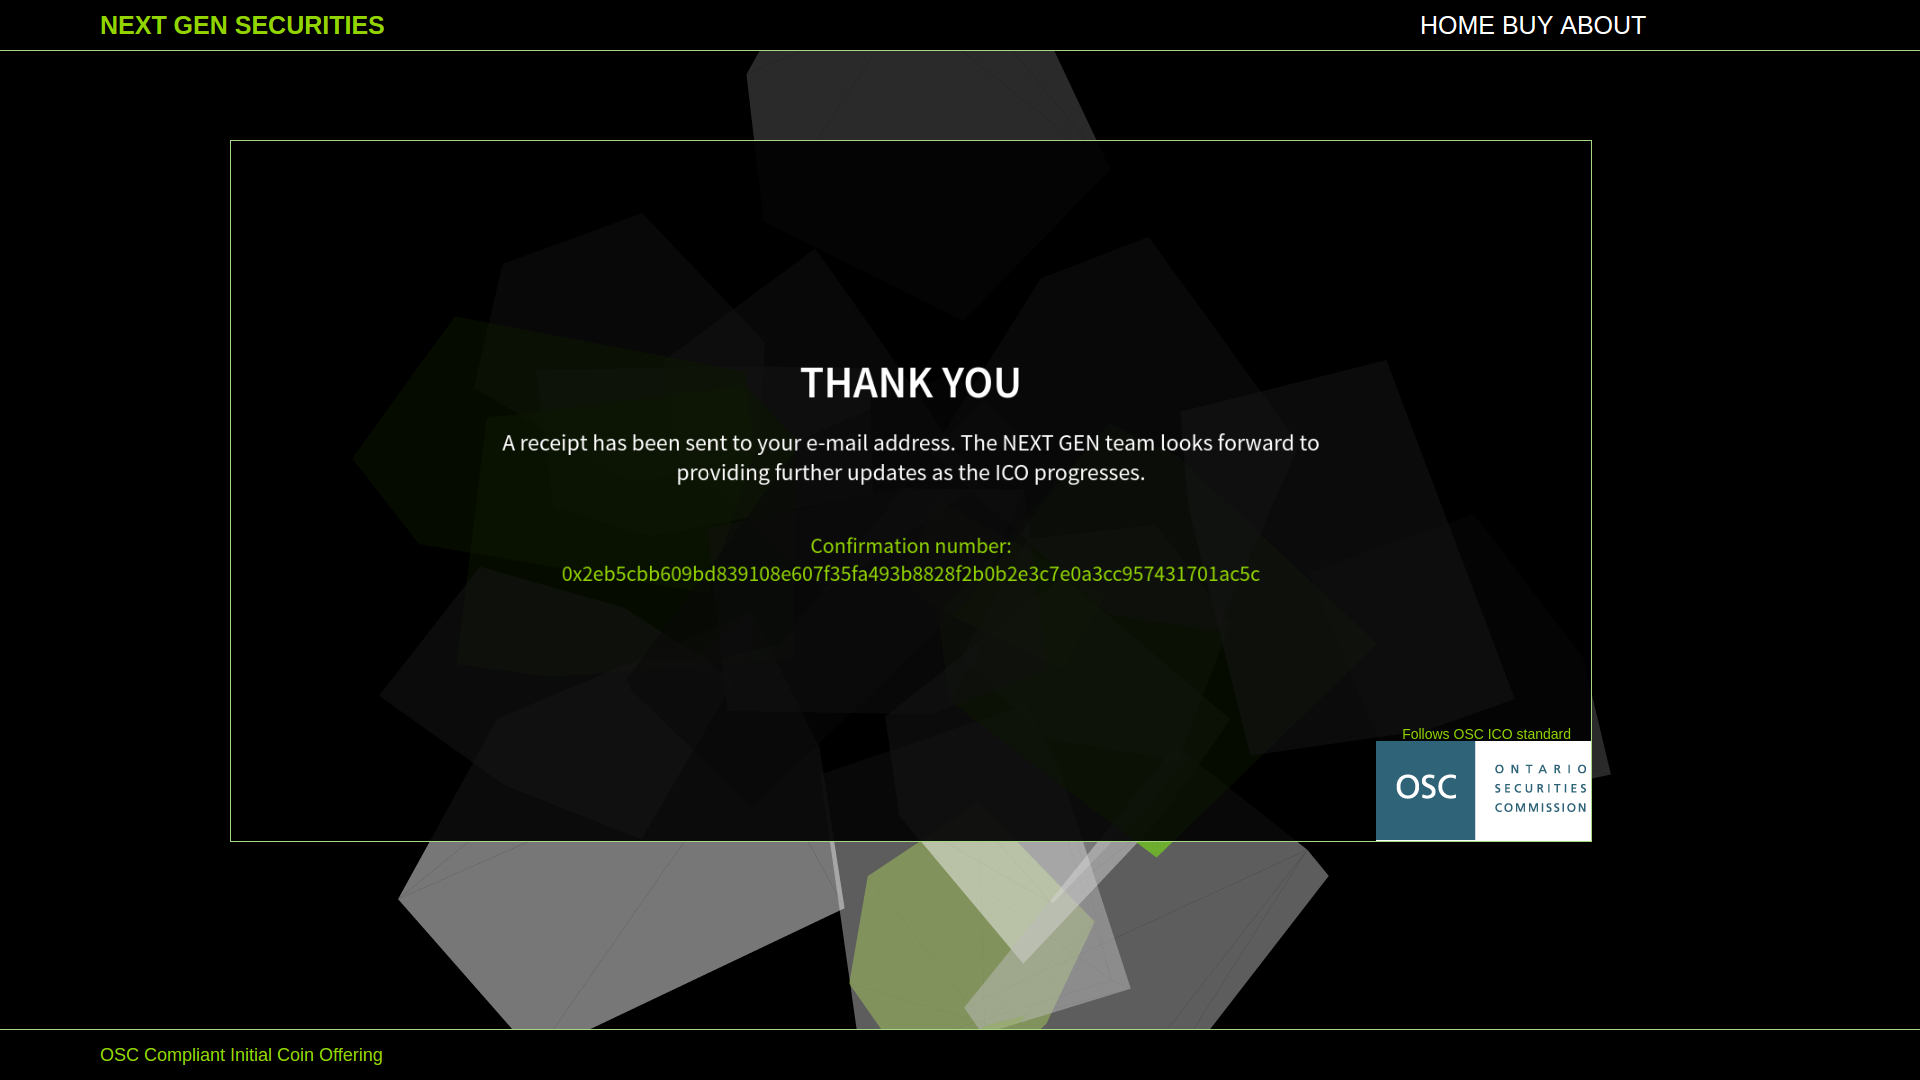 NEXT GEN SECURITIES
HOME BUY ABOUT
THANK YOU
A receipt has been sent to your e-mail address. The NEXT GEN team looks forward to
providing further updates as the ICO progresses.
Confirmation number:
0x2eb5cbb609bd839108e607f35fa493b8828f2b0b2e3c7e0a3cc957431701ac5c
Follows OSC ICO standard
OSC
ONTARIO
SECURITIES
COMMISSION
OSC Compliant Initial Coin Offering